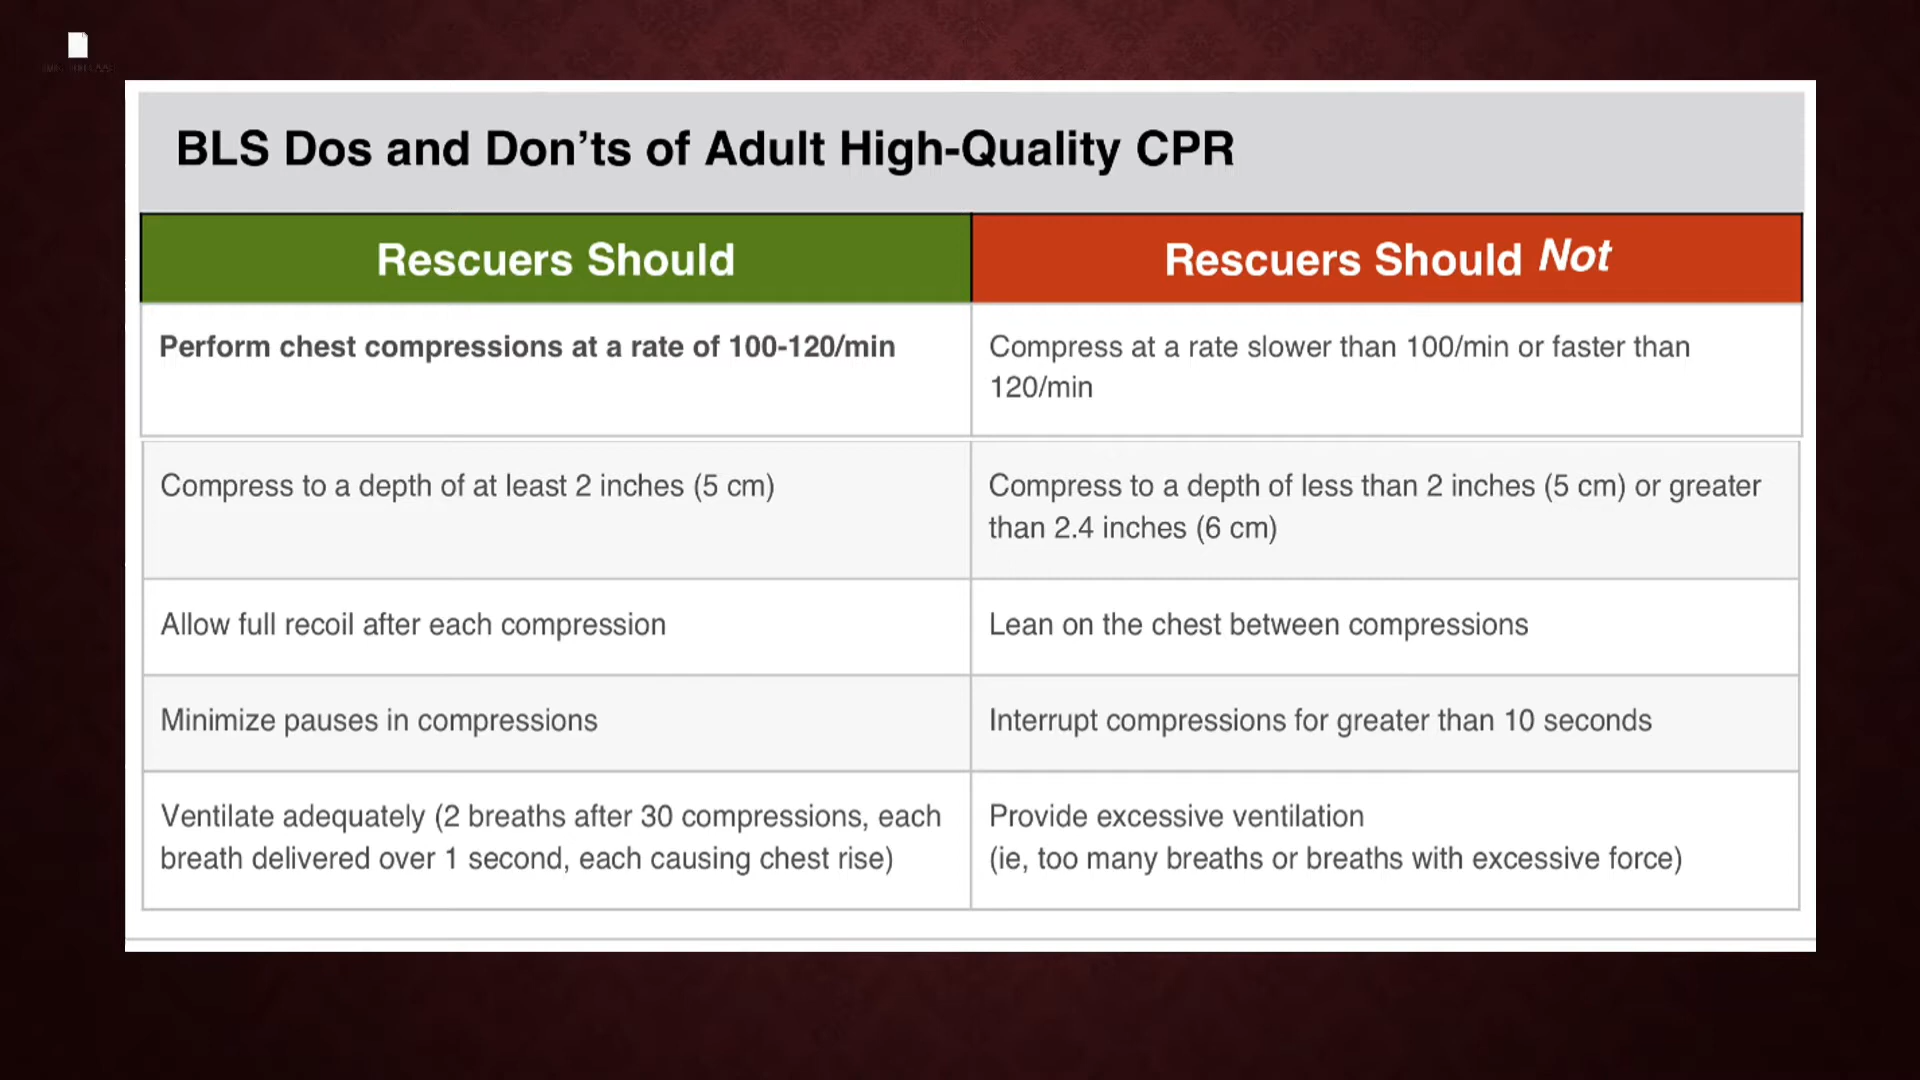 BLS Dos and Don’ts of Adult High-Quality CPR
Rescuers Should
Rescuers Should Not
Perform chest compressions at a rate of 100-120/min
Compress at a rate slower than 100/min or faster than
120/min
Compress to a depth of at least 2 inches (5 cm)
Compress to a depth of less than 2 inches (5 cm) or greater
than 2.4 inches (6 cm)
Allow full recoil after each compression
Lean on the chest between compressions
Minimize pauses in compressions
Interrupt compressions for greater than 10 seconds
Ventilate adequately (2 breaths after 30 compressions, each
breath delivered over 1 second, each causing chest rise)
Provide excessive ventilation
(ie, too many breaths or breaths with excessive force)